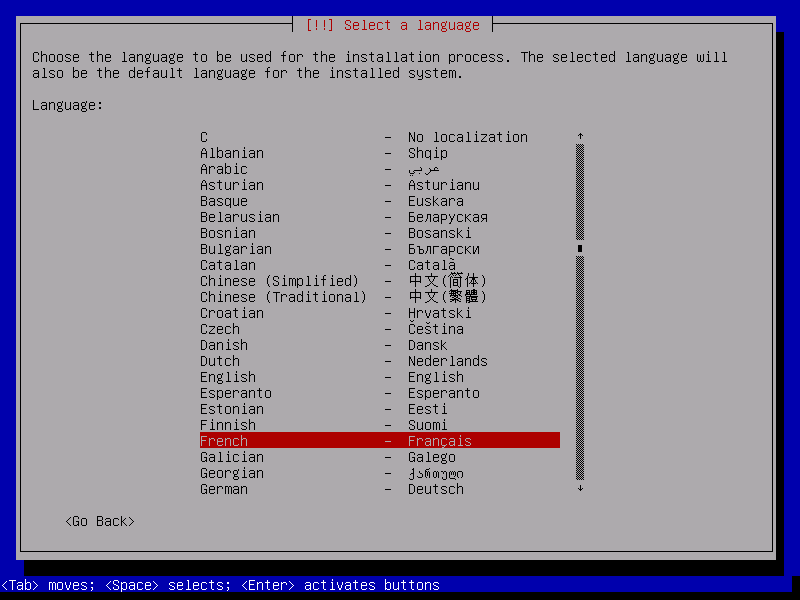 [!!] Select a language
Choose the language to be used for the installation process. The selected language will
also be the default language for the installed system.
Language:
C - No localization
Albanian - Shqip
Arabic - عربي
Asturian - Asturianu
Basque - Euskara
Belarusian - Беларуская
Bosnian - Bosanski
Bulgarian - Български
Catalan - Català
Chinese (Simplified) - 中文(简体)
Chinese (Traditional) - 中文(繁體)
Croatian - Hrvatski
Czech - Čeština
Danish - Dansk
Dutch - Nederlands
English - English
Esperanto - Esperanto
Estonian - Eesti
Finnish - Suomi
French - Français
Galician - Galego
Georgian - ქართული
German - Deutsch
<Go Back>
<Tab> moves; <Space> selects; <Enter> activates buttons